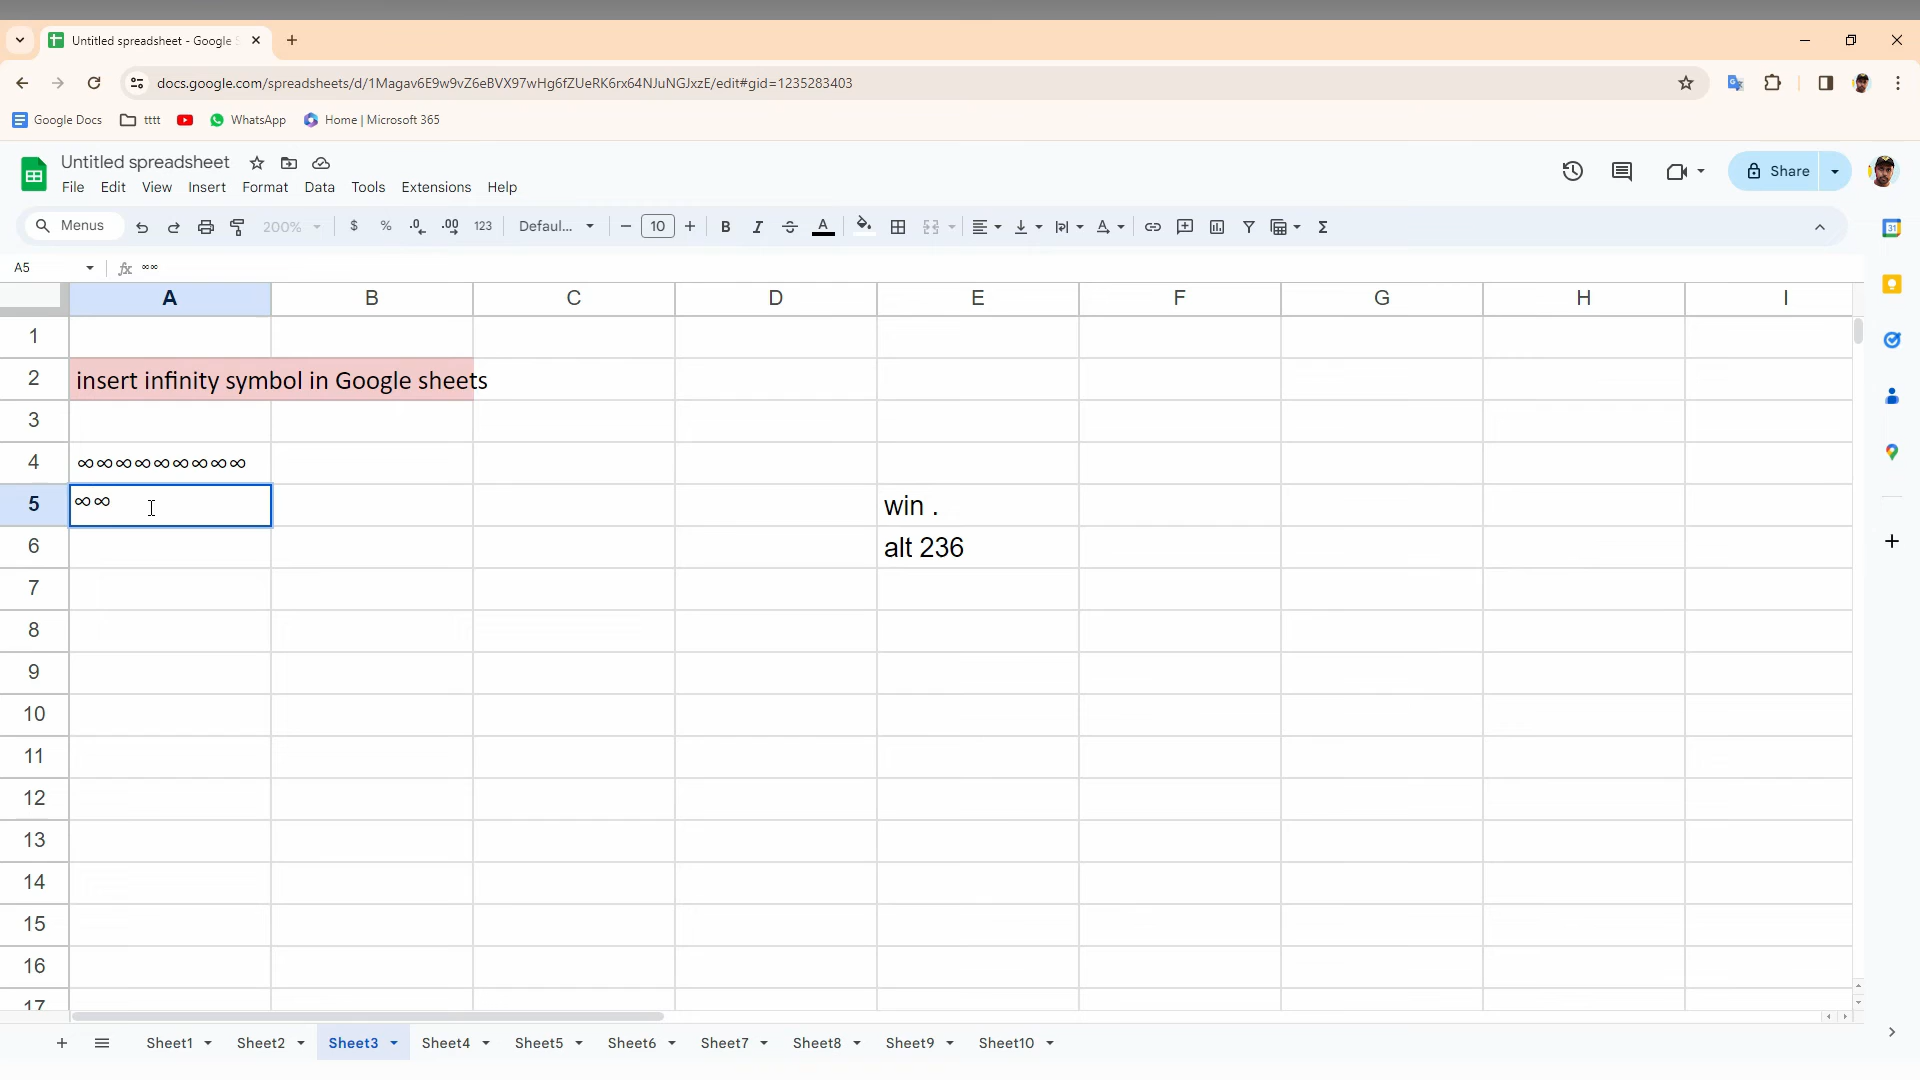 Untitled spreadsheet - Google S
docs.google.com/spreadsheets/d/1Magav6E9w9vZ6eBVX97wHg6fZUeRK6rx64NJuNGJxzE/edit#gid=1235283403
Google Docs tttt WhatsApp Home | Microsoft 365
Untitled spreadsheet
File Edit View Insert Format Data Tools Extensions Help
Share
Menus 200% $ % .0 .00 123 Defaul... 10 B I S A Σ
31
A5 fx ∞∞
A B C D E F G H I
1
2 insert infinity symbol in Google sheets
3
4 ∞∞∞∞∞∞∞∞∞
5 ∞∞ win .
6 alt 236
7
8
9
10
11
12
13
14
15
16
17
Sheet1 Sheet2 Sheet3 Sheet4 Sheet5 Sheet6 Sheet7 Sheet8 Sheet9 Sheet10